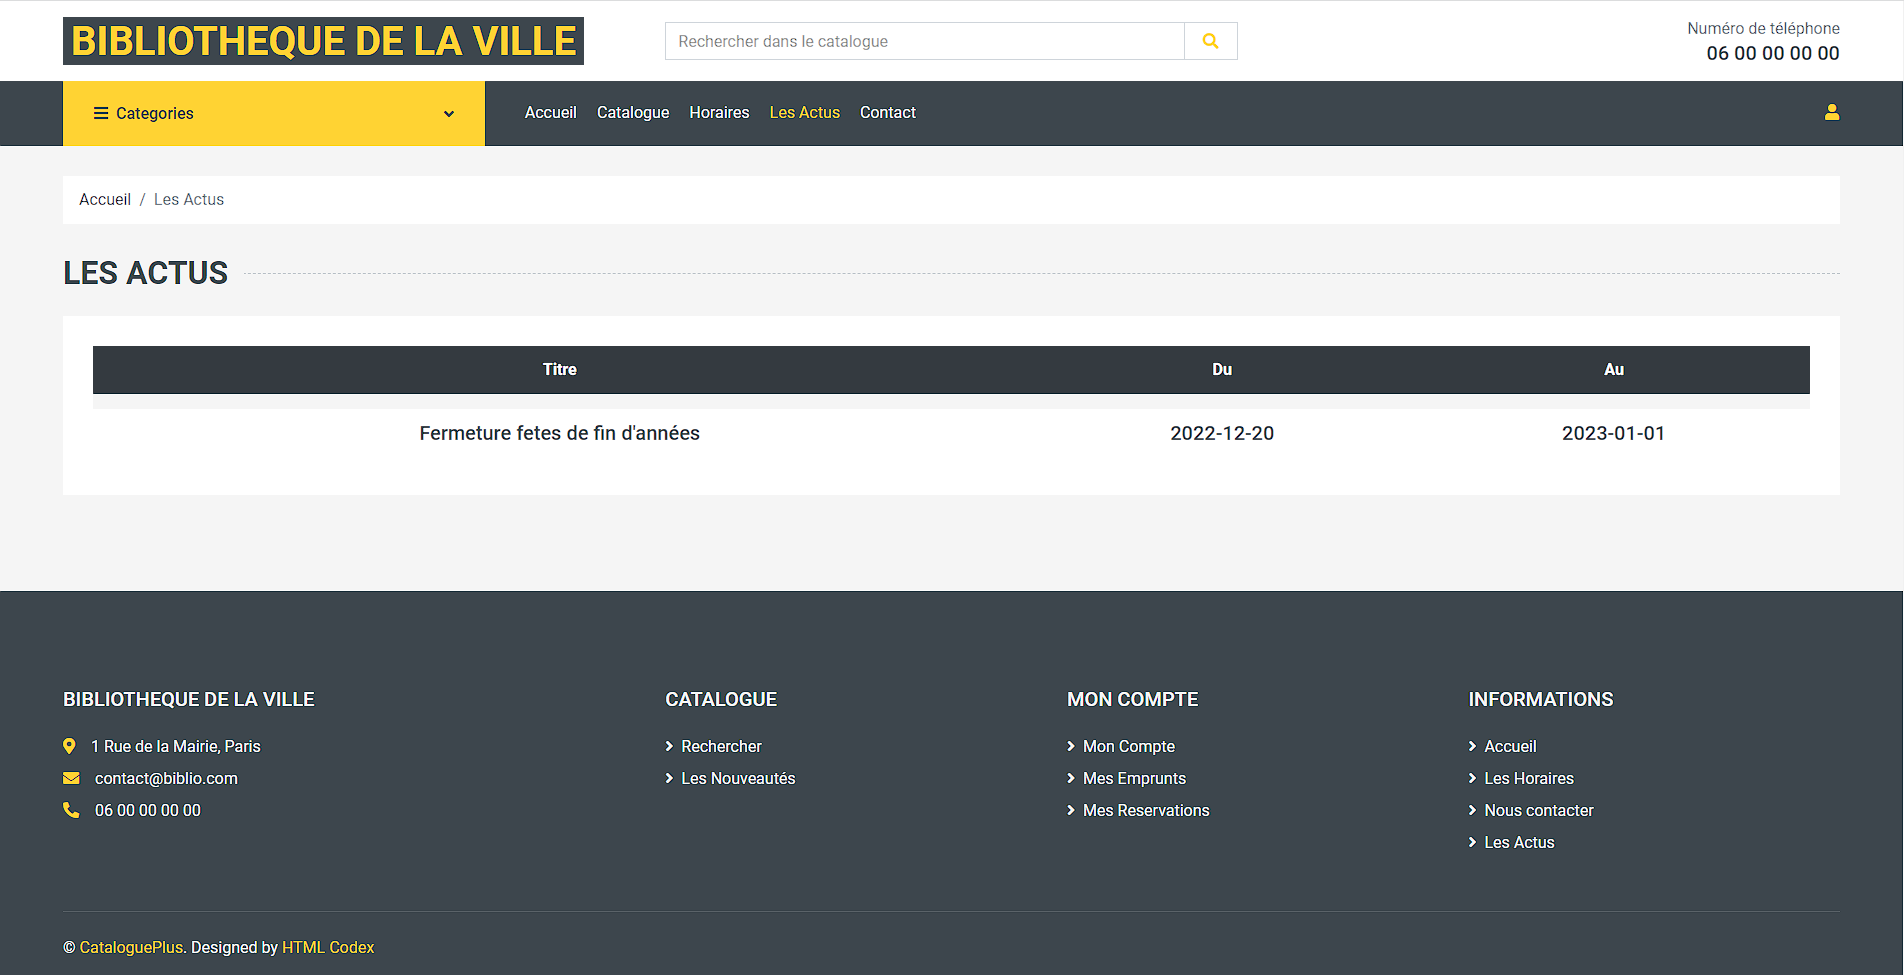 BIBLIOTHEQUE DE LA VILLE
Rechercher dans le catalogue
Numéro de téléphone
06 00 00 00 00
Categories
Accueil Catalogue Horaires Les Actus Contact
Accueil / Les Actus
LES ACTUS
Titre Du Au
Fermeture fetes de fin d'années 2022-12-20 2023-01-01
BIBLIOTHEQUE DE LA VILLE
1 Rue de la Mairie, Paris
contact@biblio.com
06 00 00 00 00
CATALOGUE
Rechercher
Les Nouveautés
MON COMPTE
Mon Compte
Mes Emprunts
Mes Reservations
INFORMATIONS
Accueil
Les Horaires
Nous contacter
Les Actus
© CataloguePlus. Designed by HTML Codex